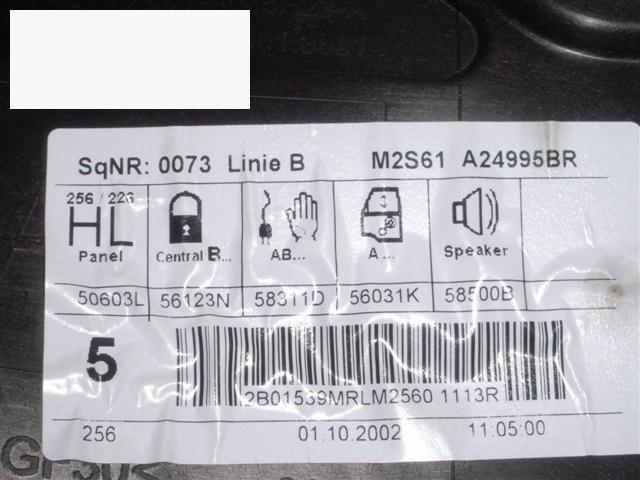 SqNR: 0073 Linie B M2S61 A24995BR
256 / 226
HL
Panel Central B... AB... A... Speaker
50603L 56123N 58311D 56031K 58500B
5
2B01539MRLM2560 1113R
256 01.10.2002 11:05:00